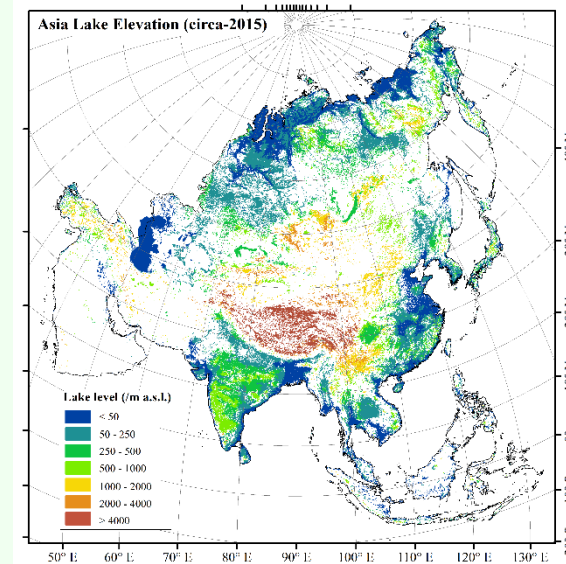 Asia Lake Elevation (circa-2015)
Lake level (/m a.s.l.)
< 50
50 - 250
250 - 500
500 - 1000
1000 - 2000
2000 - 4000
> 4000
50° E 60° E 70° E 80° E 90° E 100° E 110° E 120° E 130° E